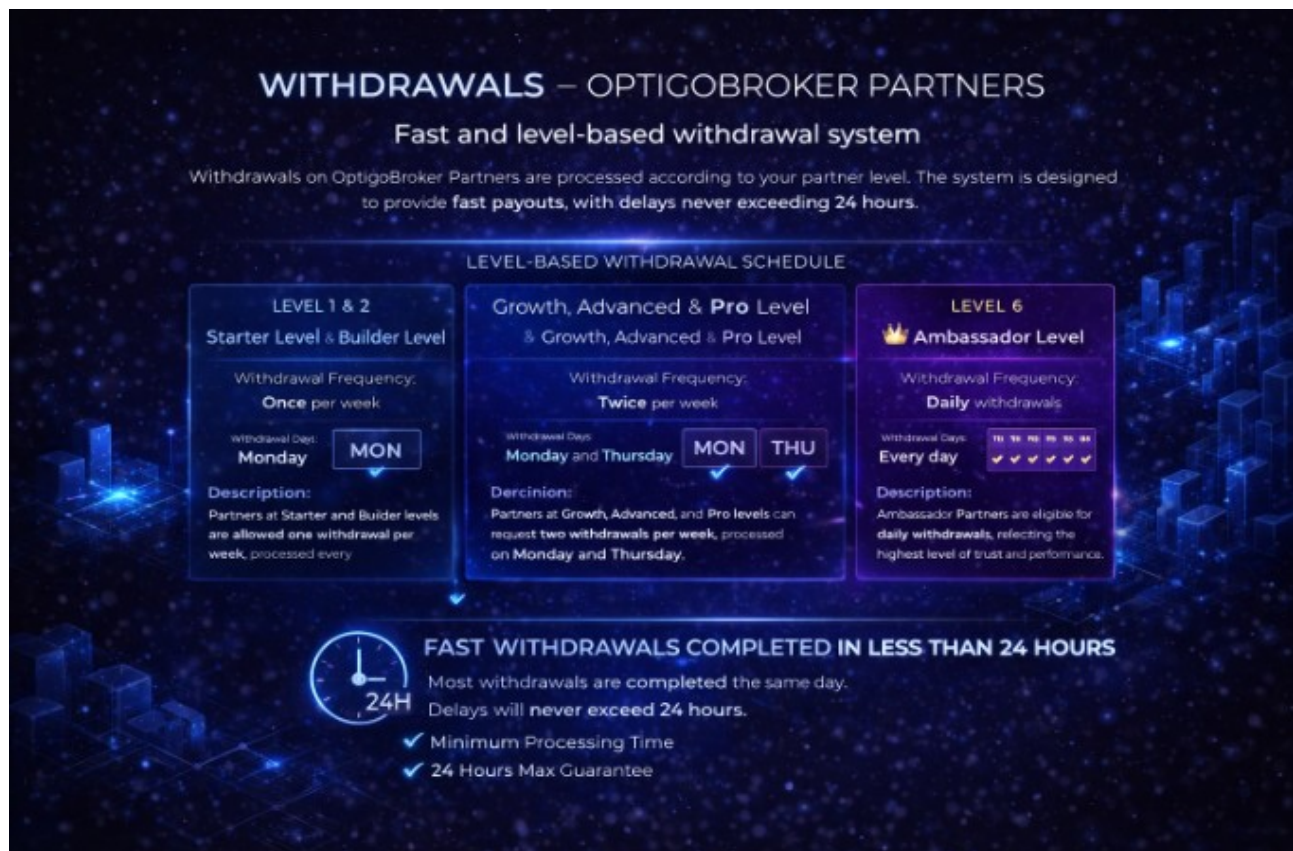 WITHDRAWALS – OPTIGOBROKER PARTNERS
Fast and level-based withdrawal system
Withdrawals on OptigoBroker Partners are processed according to your partner level. The system is designed
to provide fast payouts, with delays never exceeding 24 hours.
LEVEL-BASED WITHDRAWAL SCHEDULE
LEVEL 1 & 2
Starter Level & Builder Level
Withdrawal Frequency:
Once per week
Withdrawal Days:
Monday
MON
Description:
Partners at Starter and Builder levels
are allowed one withdrawal per
week, processed every
Growth, Advanced & Pro Level
& Growth, Advanced & Pro Level
Withdrawal Frequency:
Twice per week
Withdrawal Days
Monday and Thursday
MON THU
Dercinion:
Partners at Growth, Advanced, and Pro levels can
request two withdrawals per week, processed
on Monday and Thursday.
LEVEL 6
Ambassador Level
Withdrawal Frequency:
Daily withdrawals
Withdrawal Days:
Every day
Description:
Ambassador Partners are eligible for
daily withdrawals, reflecting the
highest level of trust and performance.
FAST WITHDRAWALS COMPLETED IN LESS THAN 24 HOURS
24H
Most withdrawals are completed the same day.
Delays will never exceed 24 hours.
Minimum Processing Time
24 Hours Max Guarantee